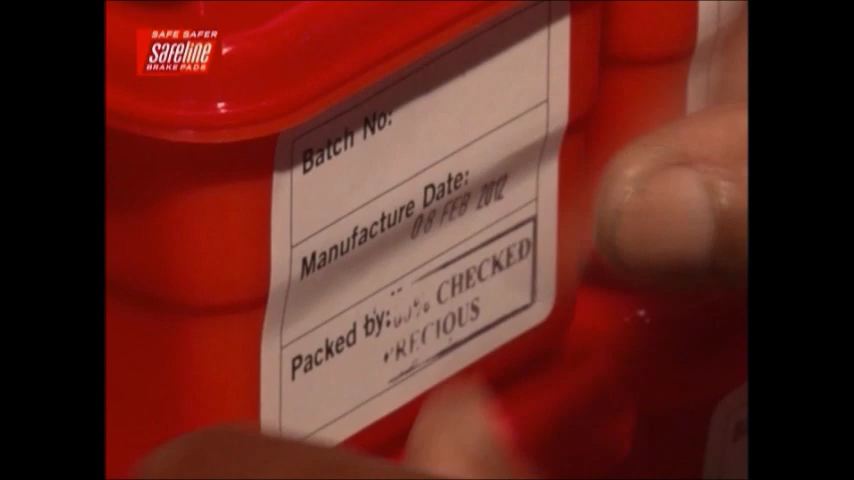 SAFE SAFER
Safeline
BRAKE PADS
Batch No:
Manufacture Date:
08 FEB 2012
Packed by:
CHECKED
PRECIOUS